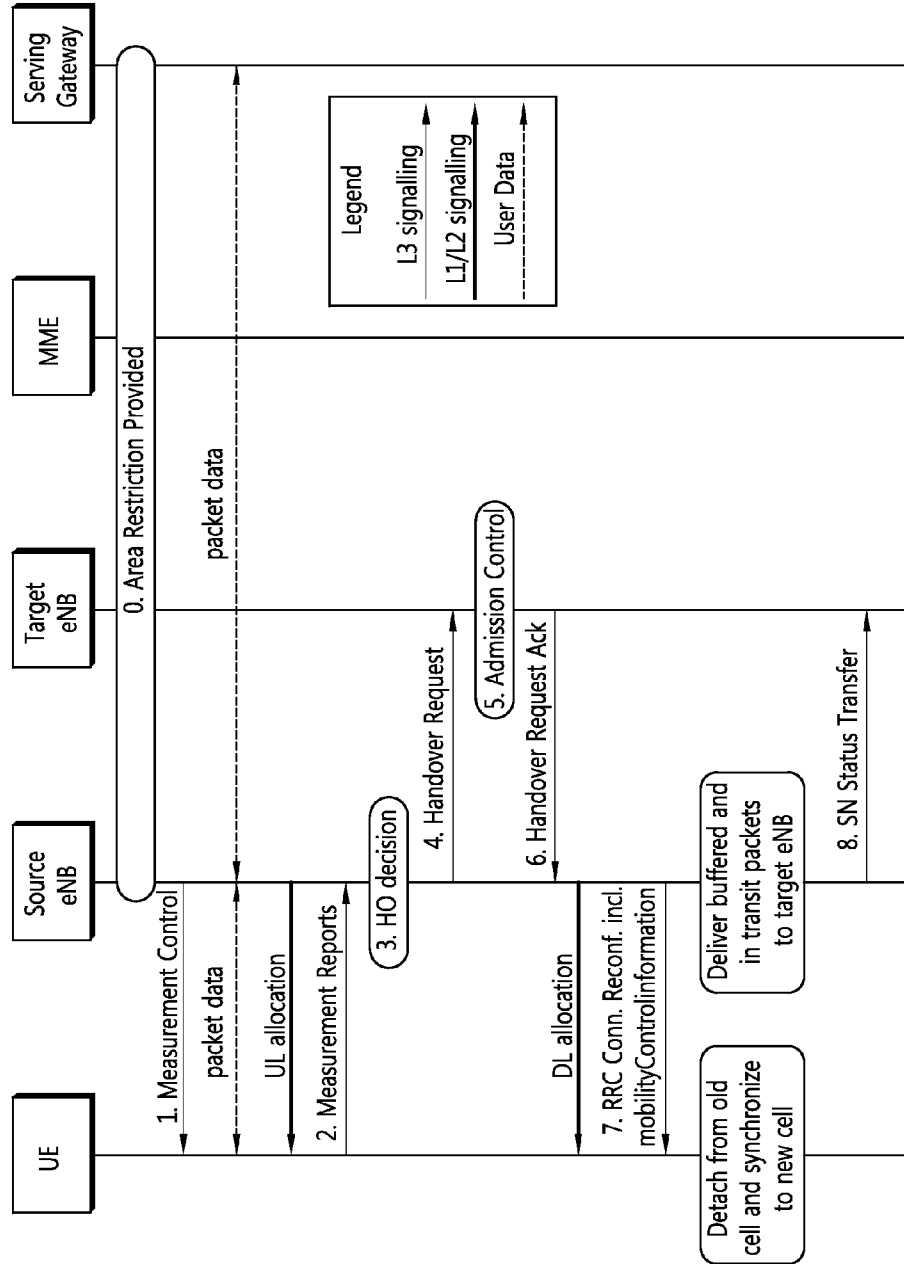 UE
Source
eNB
Target
eNB
MME
Serving
Gateway
0. Area Restriction Provided
1. Measurement Control
packet data
packet data
UL allocation
2. Measurement Reports
3. HO decision
4. Handover Request
5. Admission Control
6. Handover Request Ack
DL allocation
7. RRC Conn. Reconf. incl.
mobilityControlinformation
Detach from old
cell and synchronize
to new cell
Deliver buffered and
in transit packets
to target eNB
8. SN Status Transfer
Legend
L3 signalling
L1/L2 signalling
User Data